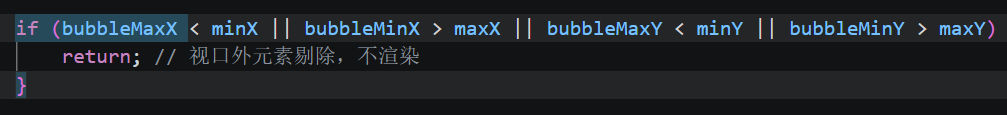 if (bubbleMaxX < minX || bubbleMinX > maxX || bubbleMaxY < minY || bubbleMinY > maxY)
return; // 视口外元素剔除，不渲染
}